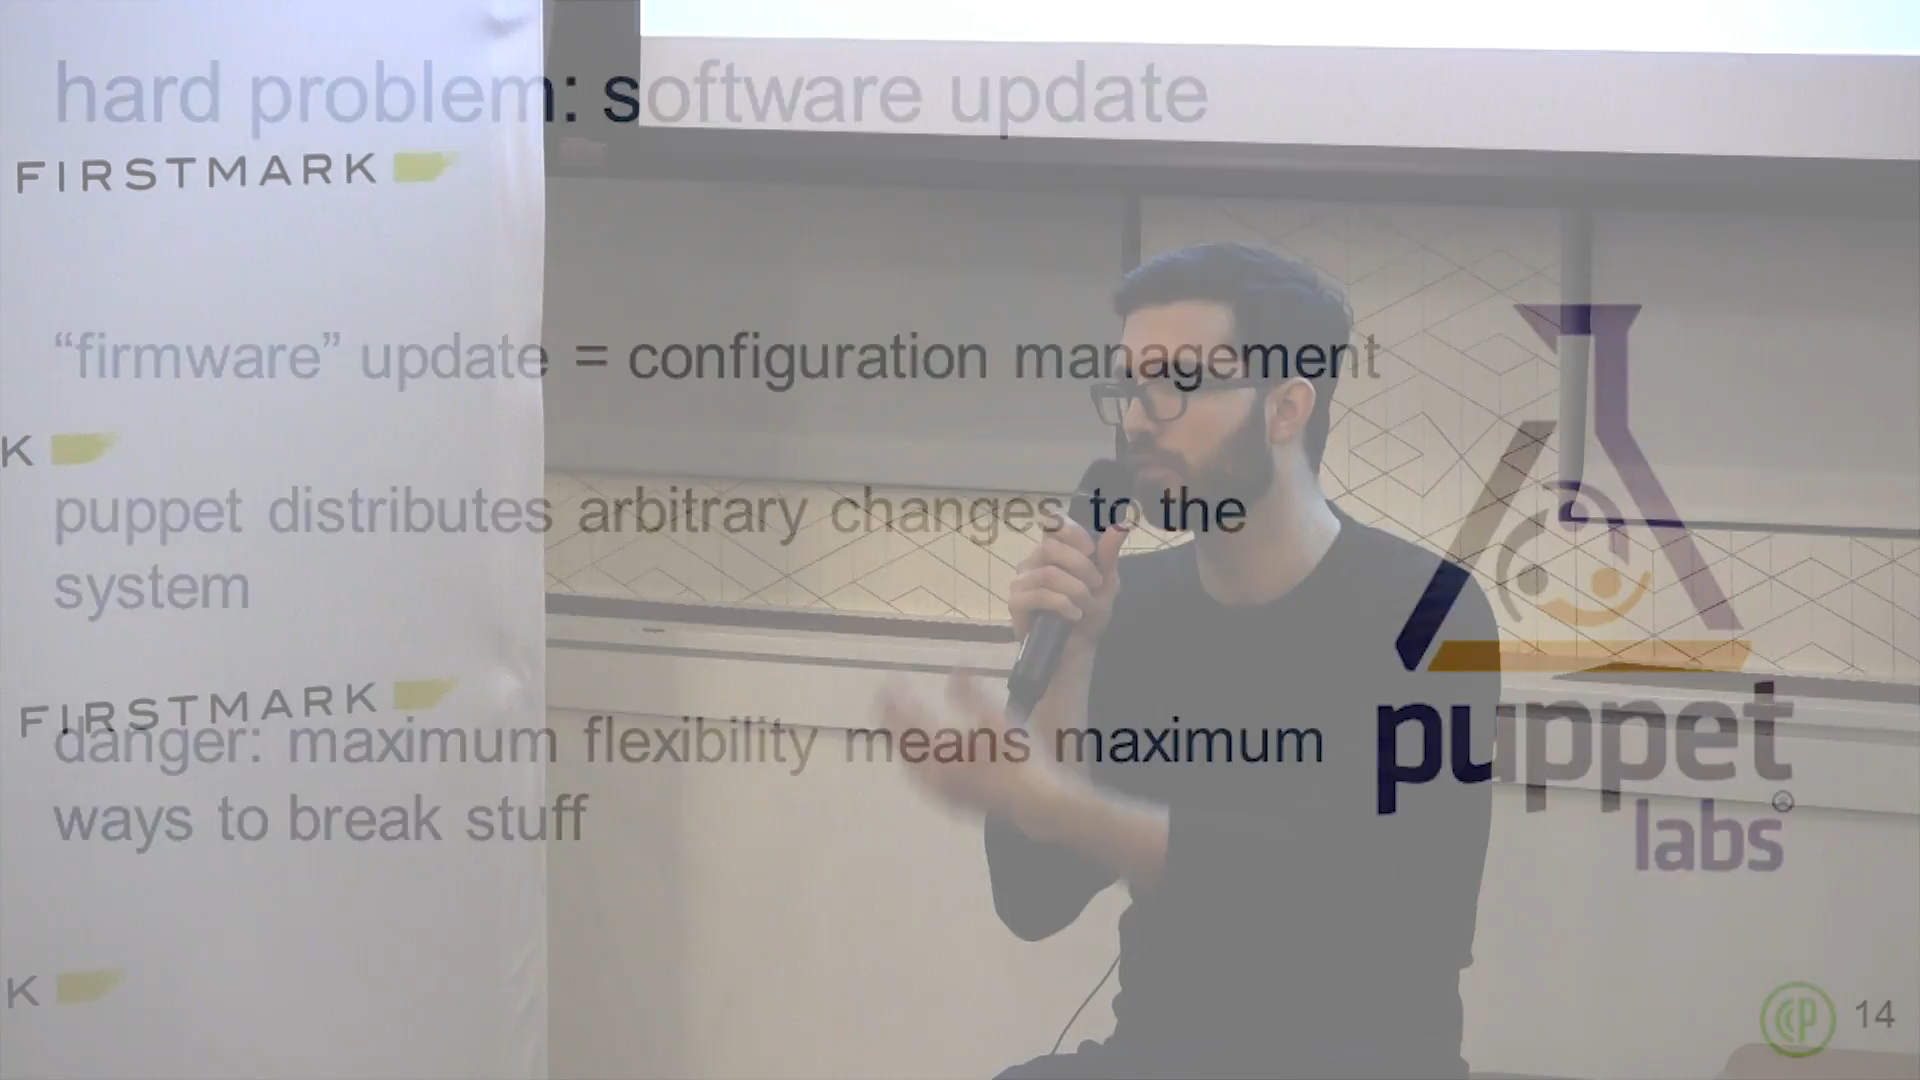 hard problem: software update
FIRSTMARK
“firmware” update = configuration management
K
puppet distributes arbitrary changes to the
system
FIRSTMARK
danger: maximum flexibility means maximum
ways to break stuff
puppet
labs
K
CP 14